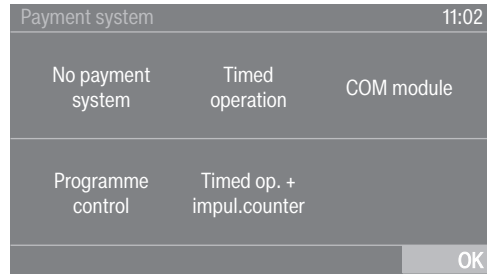 Payment system 11:02
No payment
system
Timed
operation
COM module
Programme
control
Timed op. +
impul.counter
OK